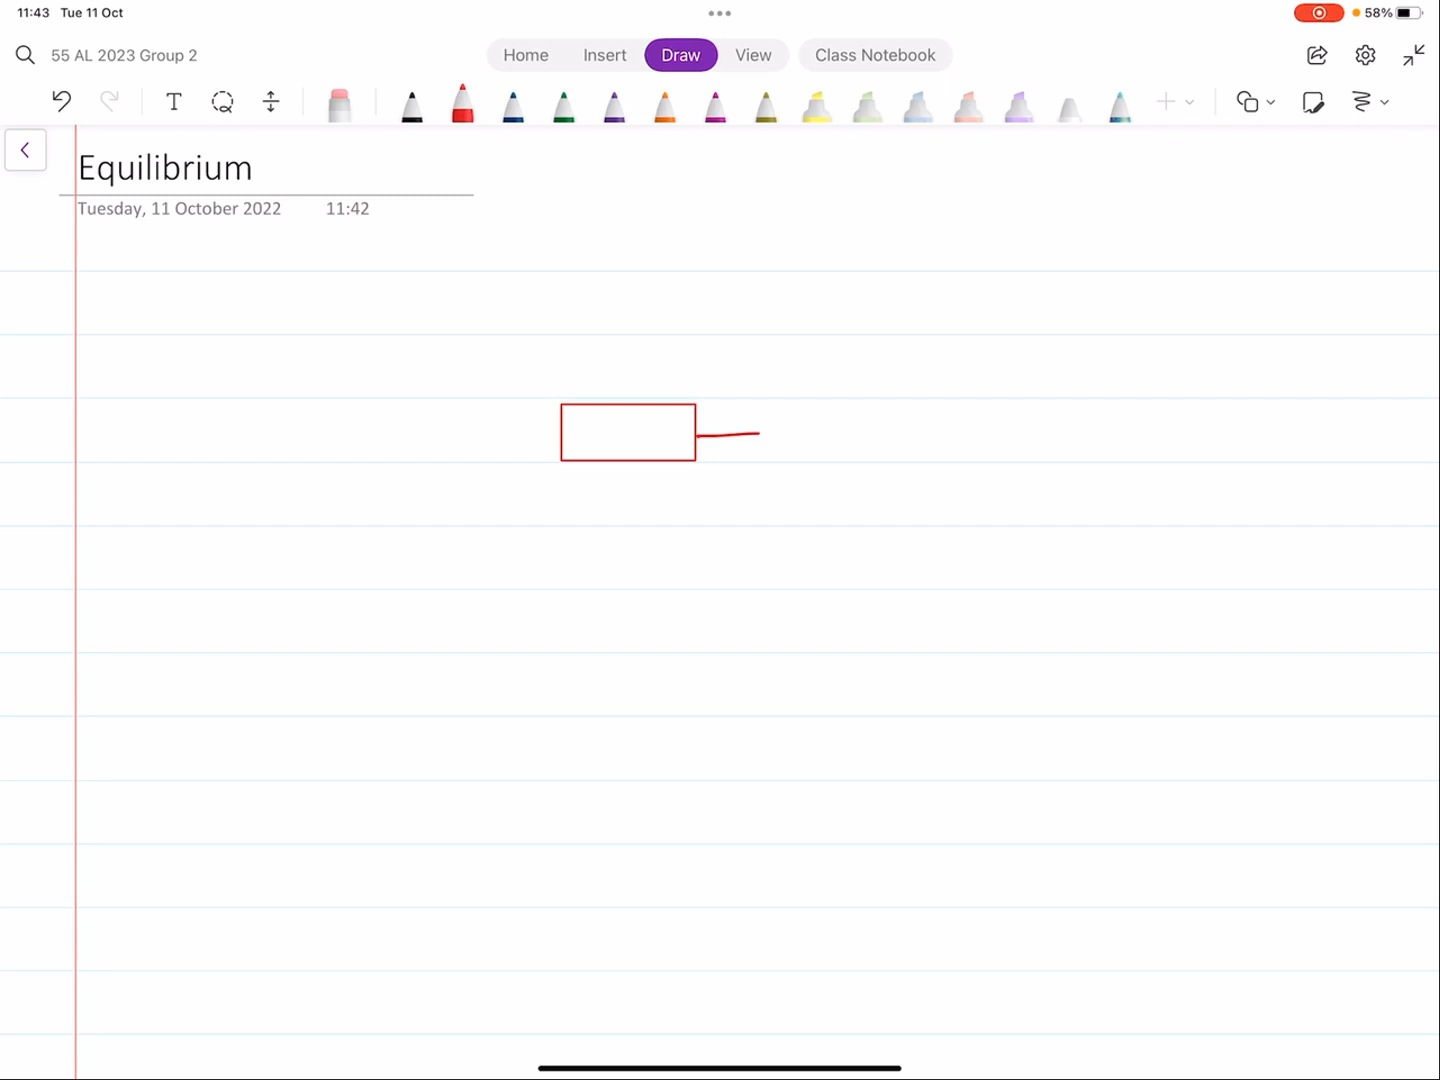 11:43 Tue 11 Oct 58%
55 AL 2023 Group 2 Home Insert Draw View Class Notebook
T
Equilibrium
Tuesday, 11 October 2022 11:42